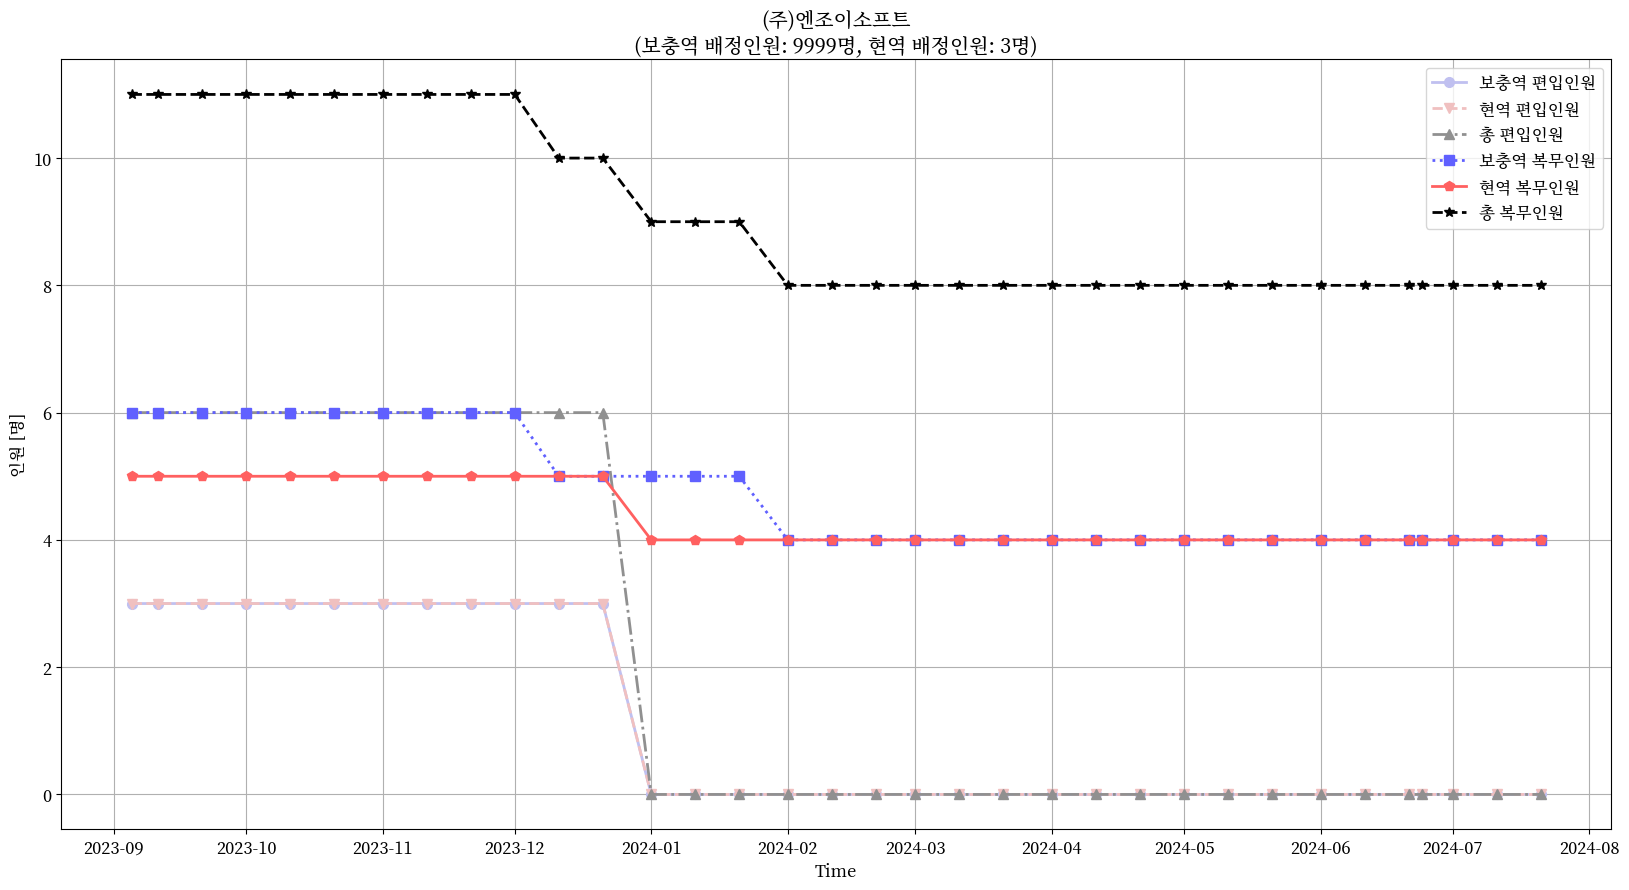 (주)엔조이소프트
(보충역 배정인원: 9999명, 현역 배정인원: 3명)
보충역 편입인원
현역 편입인원
총 편입인원
보충역 복무인원
현역 복무인원
총 복무인원
인원 [명]
10
8
6
4
2
0
2023-09
2023-10
2023-11
2023-12
2024-01
2024-02
2024-03
2024-04
2024-05
2024-06
2024-07
2024-08
Time